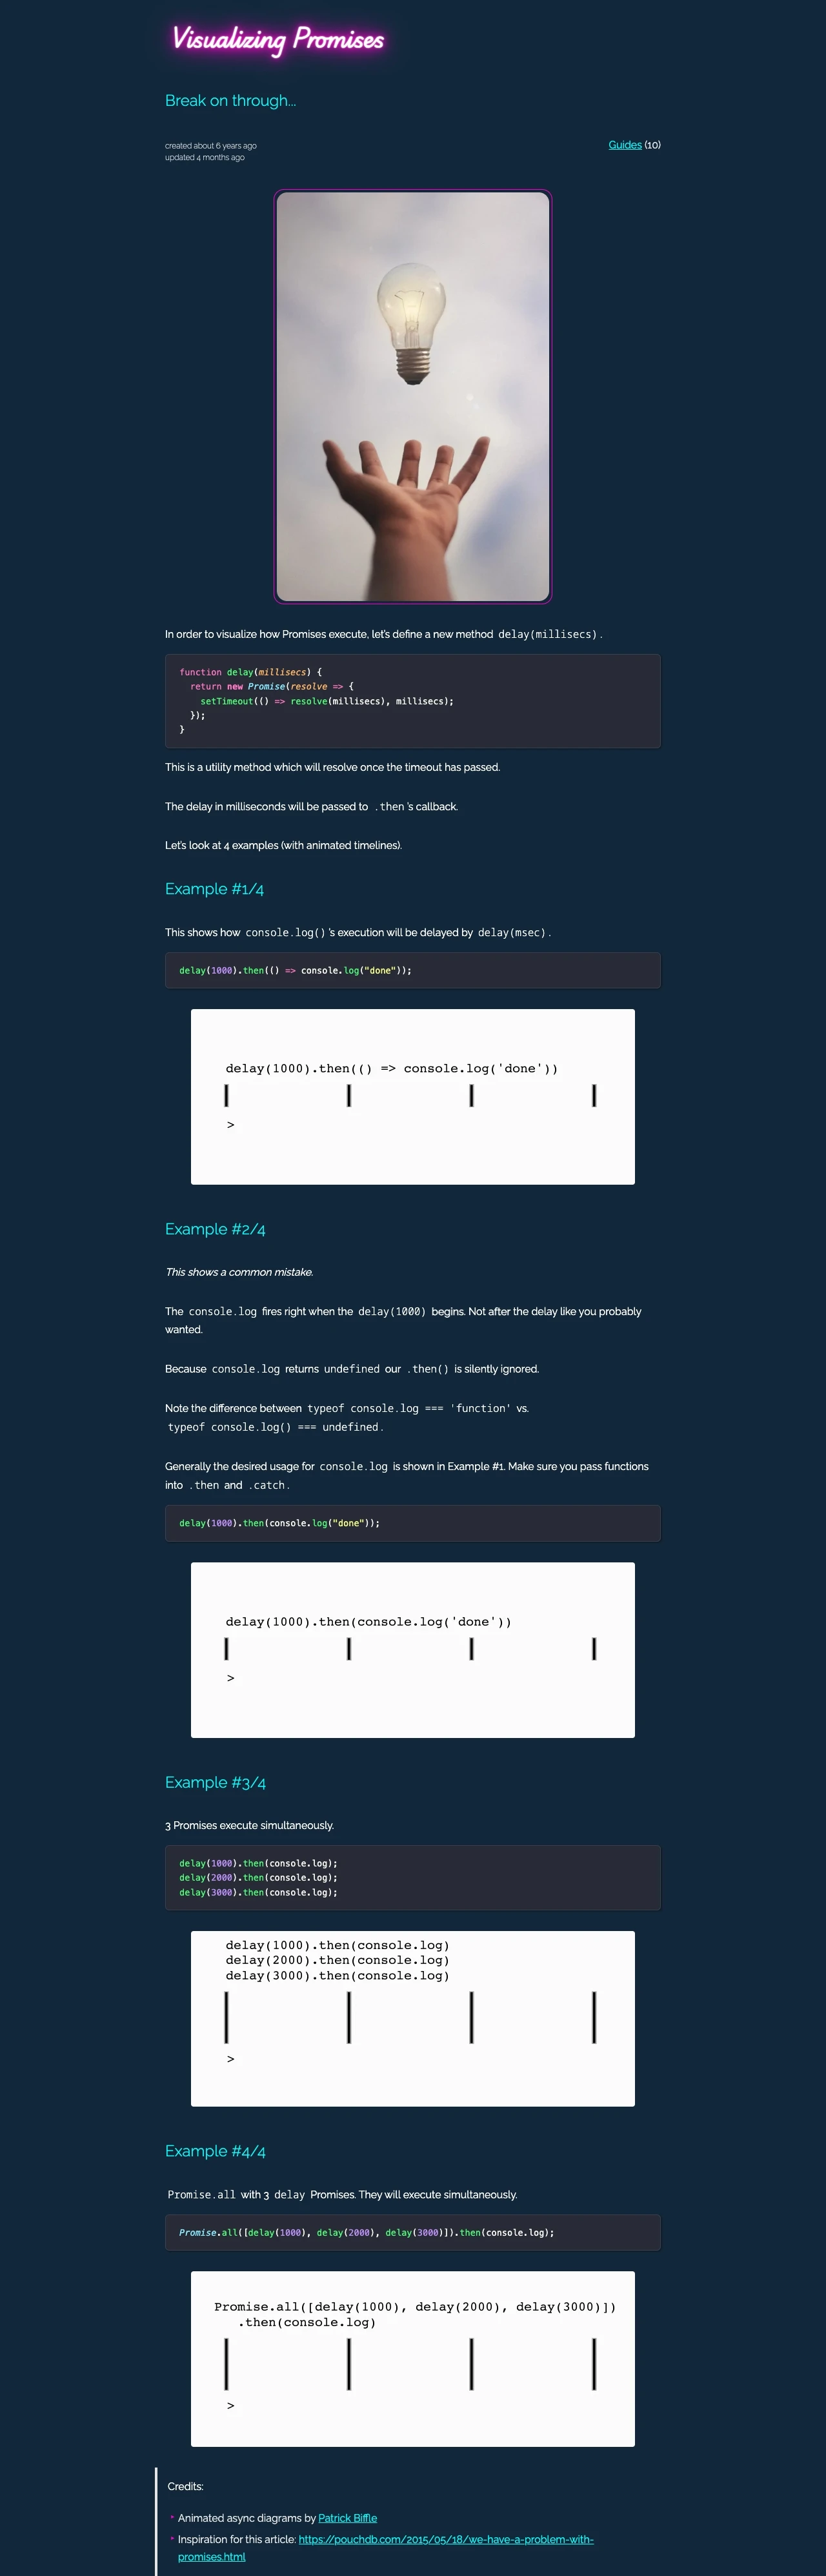 Visualizing Promises
Break on through...
created about 6 years ago
updated 4 months ago
Guides (10)
In order to visualize how Promises execute, let's define a new method delay(millisecs).
function delay(millisecs) {
  return new Promise(resolve => {
    setTimeout(() => resolve(millisecs), millisecs);
  });
}
This is a utility method which will resolve once the timeout has passed.
The delay in milliseconds will be passed to .then 's callback.
Let's look at 4 examples (with animated timelines).
Example #1/4
This shows how console.log() 's execution will be delayed by delay(msec).
delay(1000).then(() => console.log("done"));
delay(1000).then(() => console.log('done'))
>
Example #2/4
This shows a common mistake.
The console.log fires right when the delay(1000) begins. Not after the delay like you probably
wanted.
Because console.log returns undefined our .then() is silently ignored.
Note the difference between typeof console.log === 'function' vs.
typeof console.log() === undefined.
Generally the desired usage for console.log is shown in Example #1. Make sure you pass functions
into .then and .catch.
delay(1000).then(console.log("done"));
delay(1000).then(console.log('done'))
>
Example #3/4
3 Promises execute simultaneously.
delay(1000).then(console.log);
delay(2000).then(console.log);
delay(3000).then(console.log);
delay(1000).then(console.log)
delay(2000).then(console.log)
delay(3000).then(console.log)
>
Example #4/4
Promise.all with 3 delay Promises. They will execute simultaneously.
Promise.all([delay(1000), delay(2000), delay(3000)]).then(console.log);
Promise.all([delay(1000), delay(2000), delay(3000)])
.then(console.log)
>
Credits:
Animated async diagrams by Patrick Biffle
Inspiration for this article: https://pouchdb.com/2015/05/18/we-have-a-problem-with-
promises.html